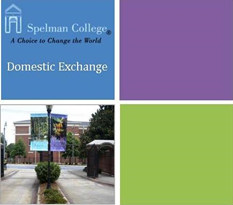 Spelman College®
A Choice to Change the World
Domestic Exchange